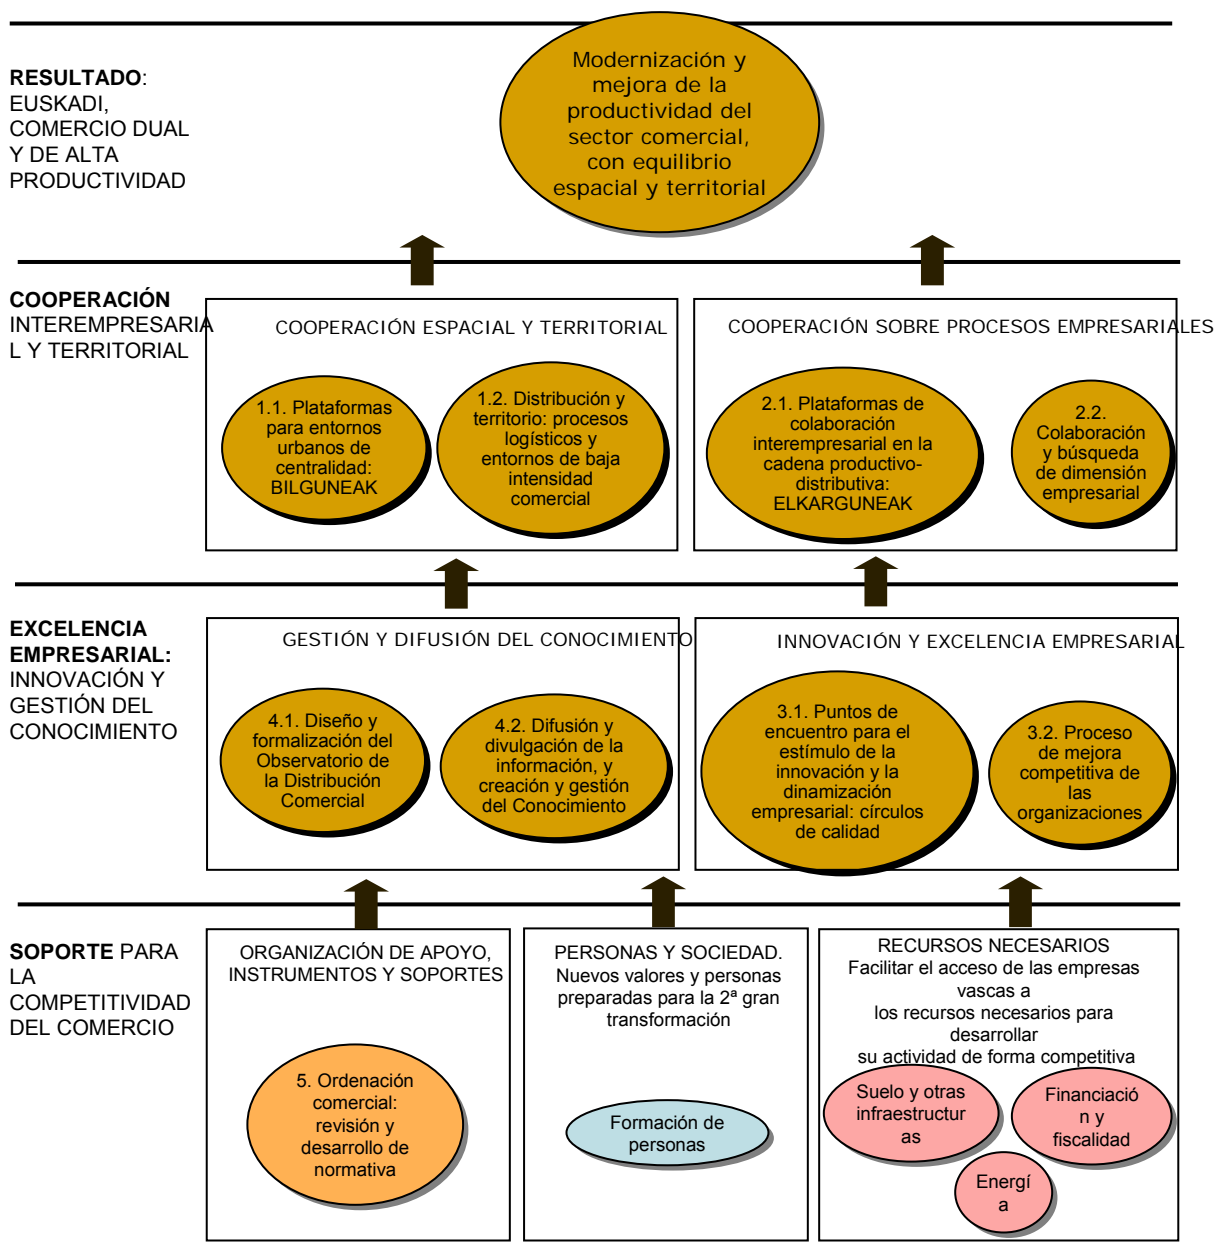 Modernización y
mejora de la
productividad del
sector comercial,
con equilibrio
espacial y territorial
RESULTADO:
EUSKADI,
COMERCIO DUAL
Y DE ALTA
PRODUCTIVIDAD
COOPERACIÓN
INTEREMPRESARIA
L Y TERRITORIAL
COOPERACIÓN ESPACIAL Y TERRITORIAL
1.1. Plataformas
para entornos
urbanos de
centralidad:
BILGUNEAK
1.2. Distribución y
territorio: procesos
logísticos y
entornos de baja
intensidad
comercial
COOPERACIÓN SOBRE PROCESOS EMPRESARIALES
2.1. Plataformas de
colaboración
interempresarial en la
cadena productivo-
distributiva:
ELKARGUNEAK
2.2.
Colaboración
y búsqueda
de dimensión
empresarial
EXCELENCIA
EMPRESARIAL:
INNOVACIÓN Y
GESTIÓN DEL
CONOCIMIENTO
GESTIÓN Y DIFUSIÓN DEL CONOCIMIENTO
4.1. Diseño y
formalización del
Observatorio de
la Distribución
Comercial
4.2. Difusión y
divulgación de la
información, y
creación y gestión
del Conocimiento
INNOVACIÓN Y EXCELENCIA EMPRESARIAL
3.1. Puntos de
encuentro para el
estímulo de la
innovación y la
dinamización
empresarial: círculos
de calidad
3.2. Proceso
de mejora
competitiva de
las
organizaciones
SOPORTE PARA
LA
COMPETITIVIDAD
DEL COMERCIO
ORGANIZACIÓN DE APOYO,
INSTRUMENTOS Y SOPORTES
5. Ordenación
comercial:
revisión y
desarrollo de
normativa
PERSONAS Y SOCIEDAD.
Nuevos valores y personas
preparadas para la 2ª gran
transformación
Formación de
personas
RECURSOS NECESARIOS
Facilitar el acceso de las empresas
vascas a
los recursos necesarios para
desarrollar
su actividad de forma competitiva
Suelo y otras
infraestructur
as
Financiació
n y
fiscalidad
Energí
a